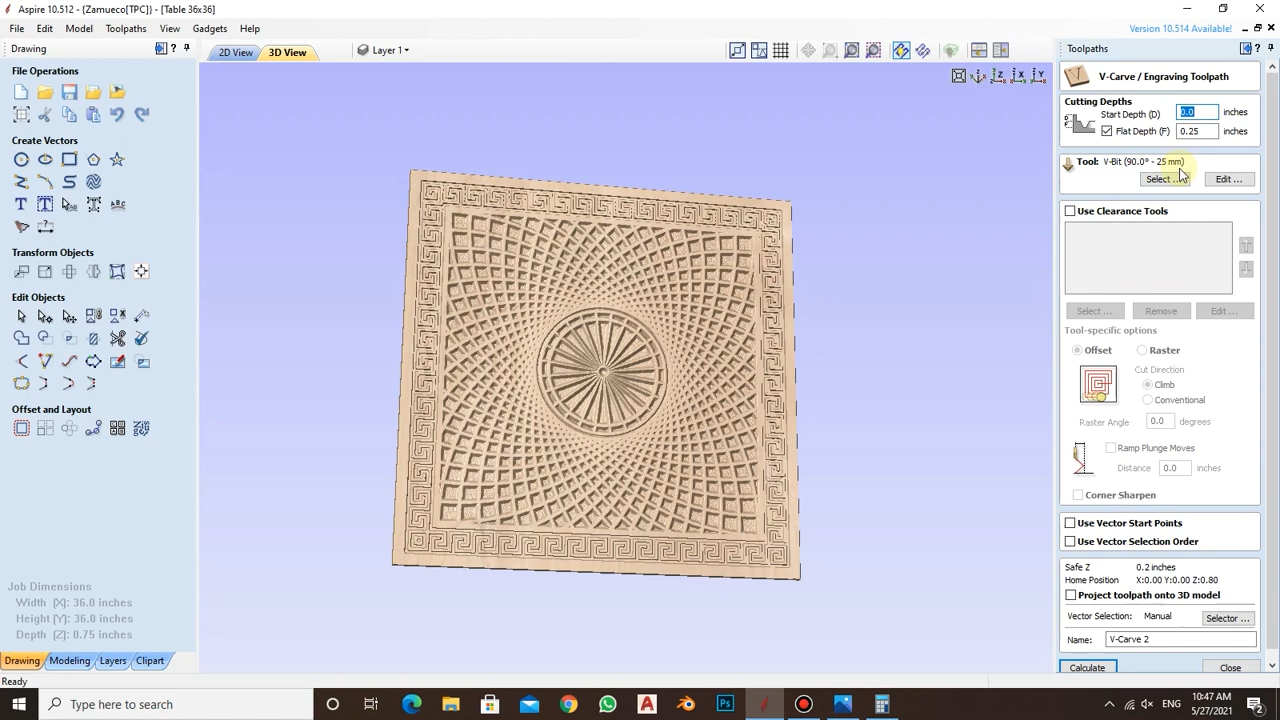 Aspire 10.512 - {Zamueco[TPC]} - [Table 36x36]
File Edit Model Toolpaths View Gadgets Help
Version 10.514 Available!
Drawing
2D View
3D View
Layer 1
Toolpaths
File Operations
Create Vectors
Transform Objects
Edit Objects
Offset and Layout
Job Dimensions
Width (X): 36.0 inches
Height (Y): 36.0 inches
Depth (Z): 0.75 inches
Drawing Modeling Layers Clipart
Ready
V-Carve / Engraving Toolpath
Cutting Depths
Start Depth (D) 0.0 inches
Flat Depth (F) 0.25 inches
Tool: V-Bit (90.0° - 25 mm)
Select ... Edit ...
Use Clearance Tools
Select ... Remove Edit ...
Tool-specific options
Offset Raster
Cut Direction
Climb
Conventional
Raster Angle 0.0 degrees
Ramp Plunge Moves
Distance 0.0 inches
Corner Sharpen
Use Vector Start Points
Use Vector Selection Order
Safe Z 0.2 inches
Home Position X:0.00 Y:0.00 Z:0.80
Project toolpath onto 3D model
Vector Selection: Manual Selector ...
Name: V-Carve 2
Calculate Close
Type here to search
ENG
10:47 AM
5/27/2021
2